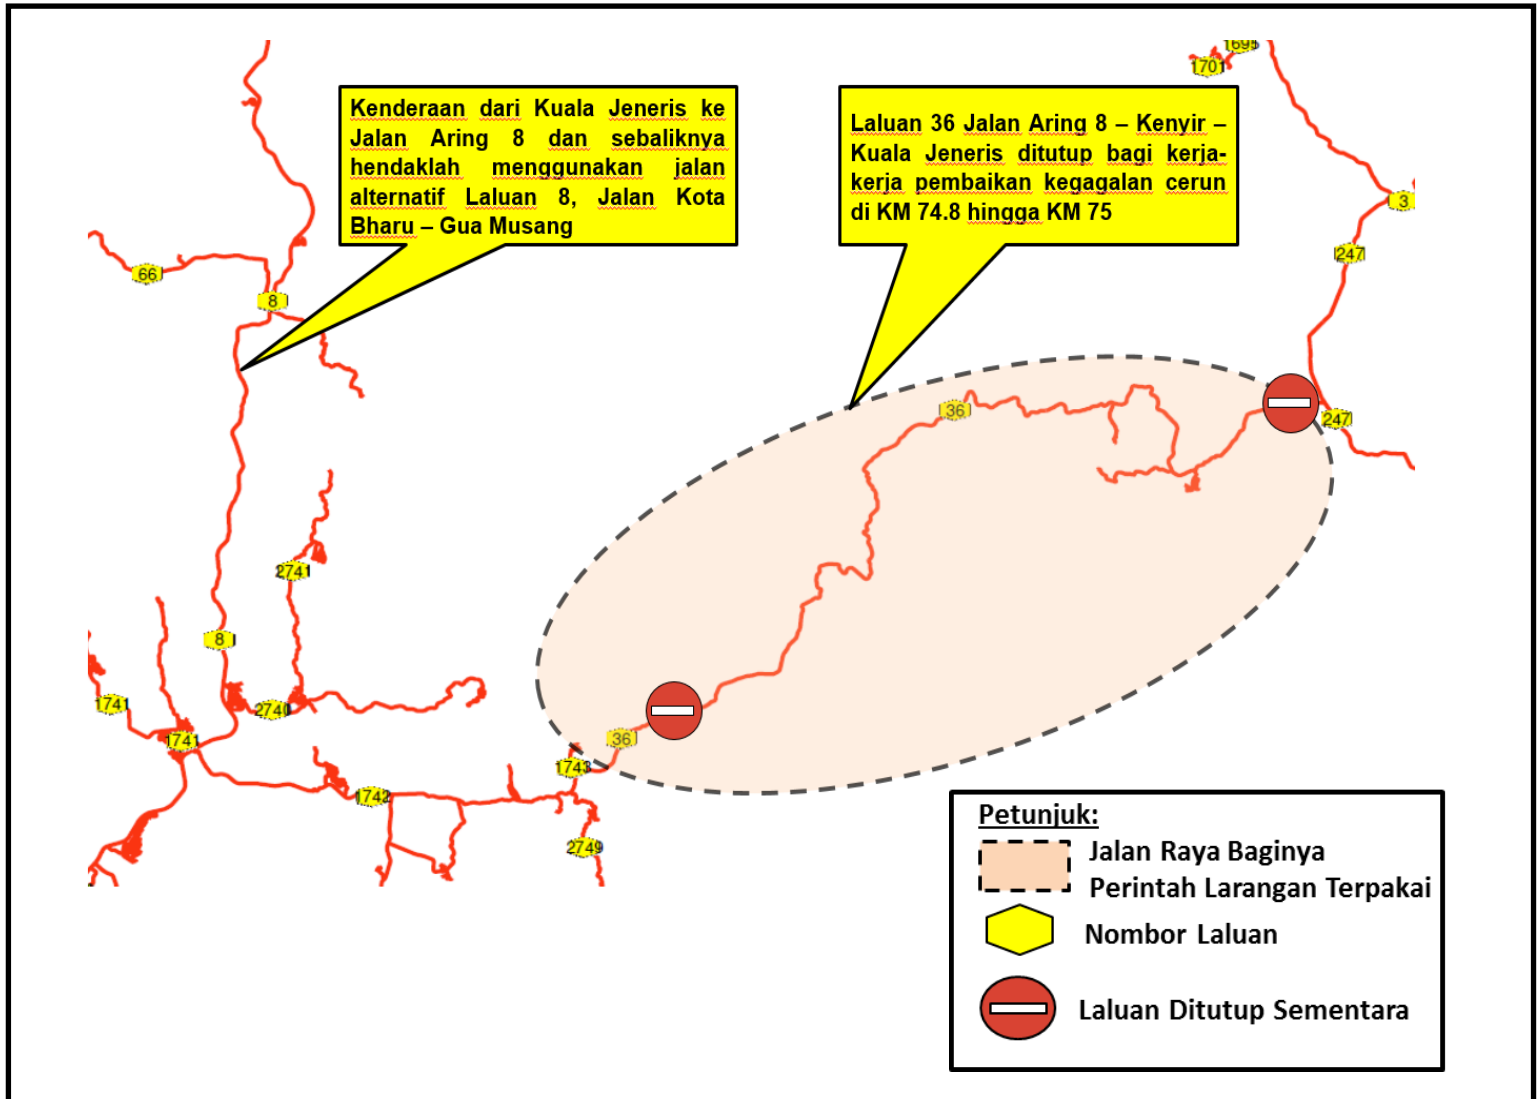 1695
1701
Kenderaan dari Kuala Jeneris ke
Jalan Aring 8 dan sebaliknya
hendaklah menggunakan jalan
alternatif Laluan 8, Jalan Kota
Bharu – Gua Musang
Laluan 36 Jalan Aring 8 – Kenyir –
Kuala Jeneris ditutup bagi kerja-
kerja pembaikan kegagalan cerun
di KM 74.8 hingga KM 75
3
247
66
8
36
247
2741
8
1741
2740
1741
36
1743
1742
2749
Petunjuk:
Jalan Raya Baginya
Perintah Larangan Terpakai
Nombor Laluan
Laluan Ditutup Sementara